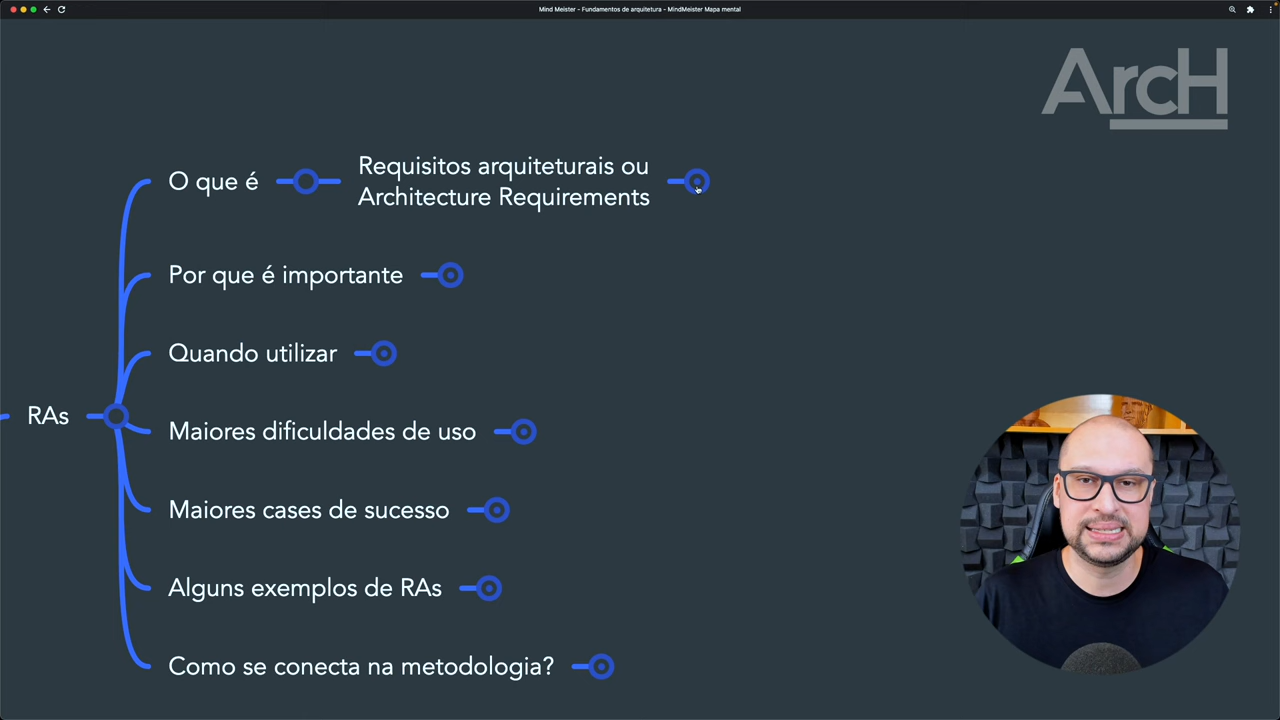 Mind Meister - Fundamentos de arquitetura - MindMeister Mapa mental
ArcH
O que é
Requisitos arquiteturais ou
Architecture Requirements
Por que é importante
Quando utilizar
RAs
Maiores dificuldades de uso
Maiores cases de sucesso
Alguns exemplos de RAs
Como se conecta na metodologia?